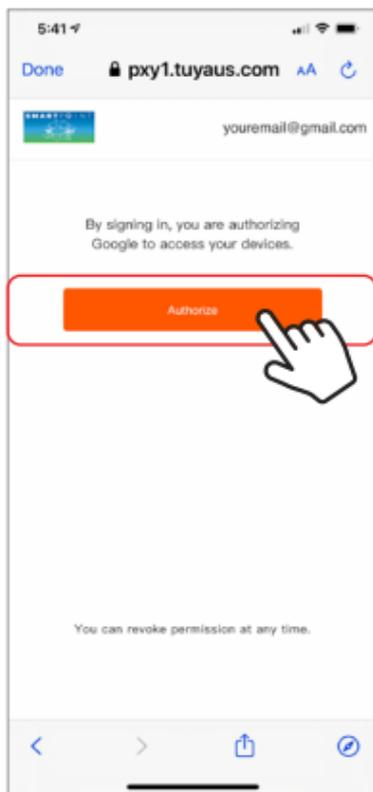 5:41
Done pxy1.tuyaus.com AA
SMARTPOINT
youremail@gmail.com
By signing in, you are authorizing
Google to access your devices.
Authorize
You can revoke permission at any time.